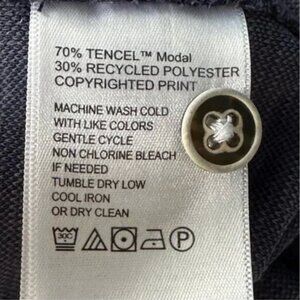 70% TENCEL™ Modal
30% RECYCLED POLYESTER
COPYRIGHTED PRINT
MACHINE WASH COLD
WITH LIKE COLORS
GENTLE CYCLE
NON CHLORINE BLEACH
IF NEEDED
TUMBLE DRY LOW
COOL IRON
OR DRY CLEAN
30C P